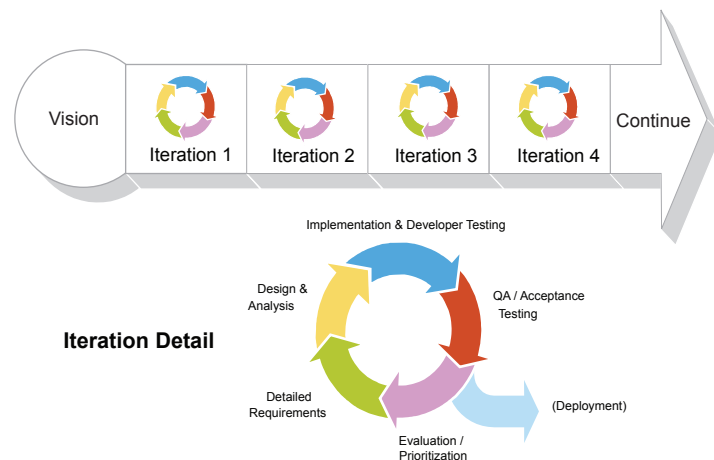 Vision
Iteration 1
Iteration 2
Iteration 3
Iteration 4
Continue
Implementation & Developer Testing
Design &
Analysis
QA / Acceptance
Testing
Iteration Detail
Detailed
Requirements
(Deployment)
Evaluation /
Prioritization